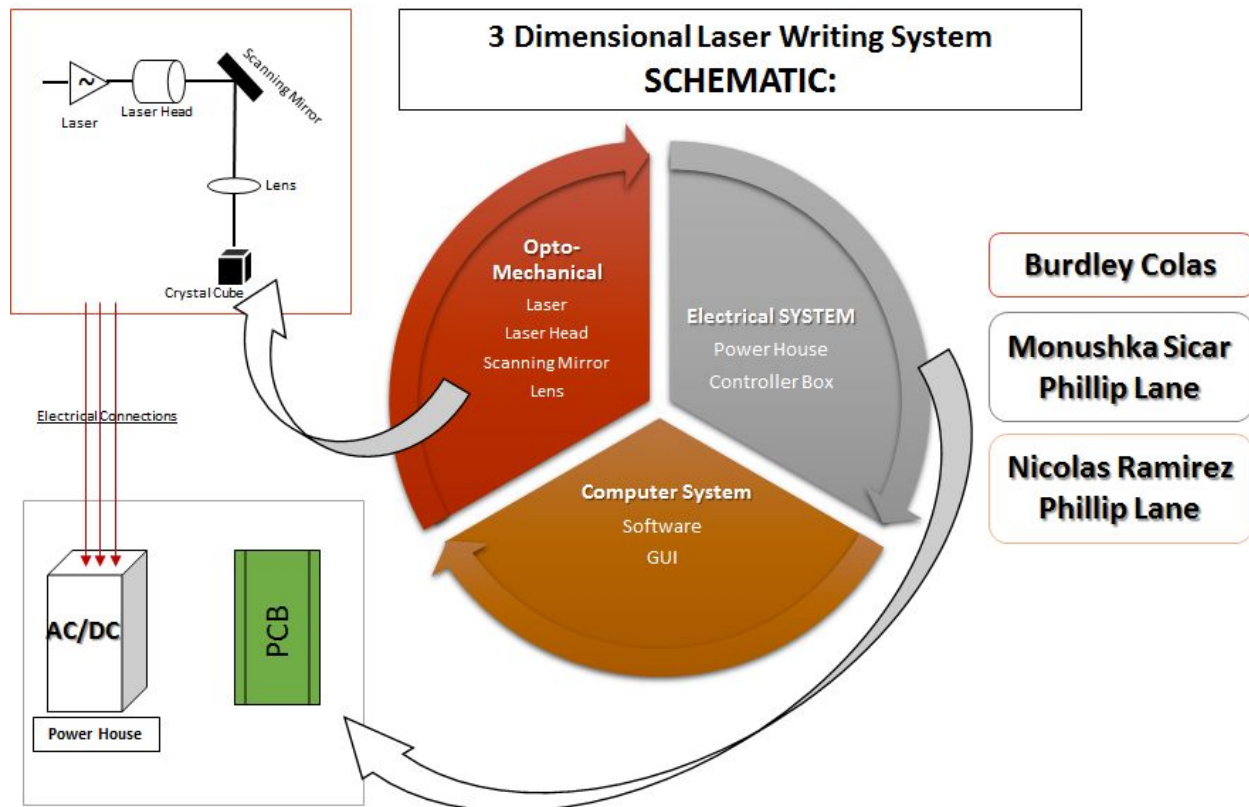 3 Dimensional Laser Writing System
SCHEMATIC:
Laser
Laser Head
Scanning Mirror
Lens
Crystal Cube
Electrical Connections
AC/DC
Power House
PCB
Opto-
Mechanical
Laser
Laser Head
Scanning Mirror
Lens
Electrical SYSTEM
Power House
Controller Box
Computer System
Software
GUI
Burdley Colas
Monushka Sicar
Phillip Lane
Nicolas Ramirez
Phillip Lane